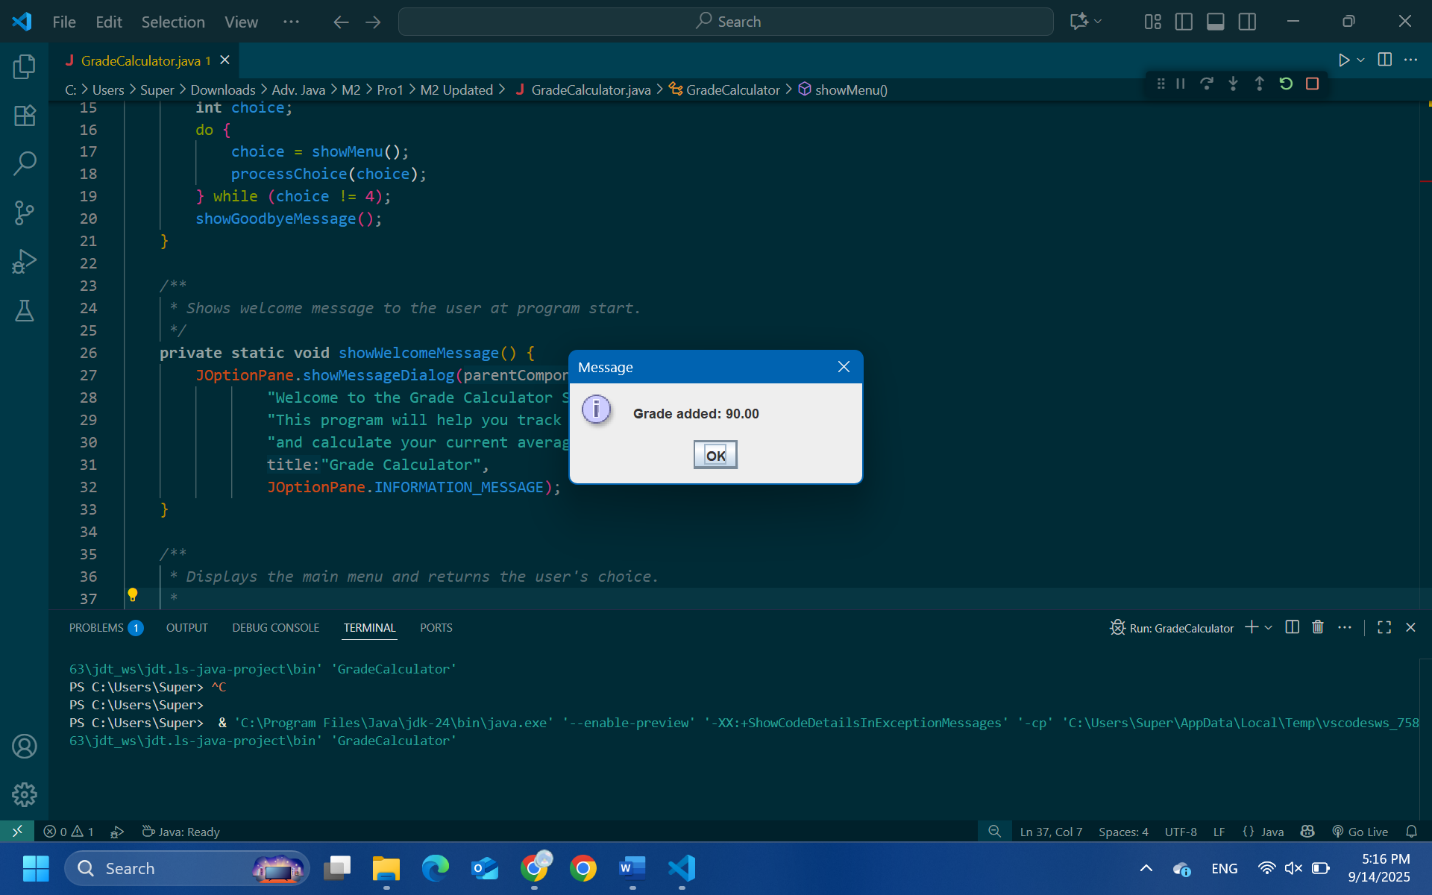 File Edit Selection View ··· Search
J GradeCalculator.java 1
C: > Users > Super > Downloads > Adv. Java > M2 > Pro1 > M2 Updated > J GradeCalculator.java > GradeCalculator > showMenu()
15 int choice;
16 do {
17 choice = showMenu();
18 processChoice(choice);
19 } while (choice != 4);
20 showGoodbyeMessage();
21 }
22
23 /**
24 * Shows welcome message to the user at program start.
25 */
26 private static void showWelcomeMessage() {
27 JOptionPane.showMessageDialog(parentCompon
28 "Welcome to the Grade Calculator S
29 "This program will help you track
30 "and calculate your current averag
31 title:"Grade Calculator",
32 JOptionPane.INFORMATION_MESSAGE);
33 }
34
35 /**
36 * Displays the main menu and returns the user's choice.
37 *
Message
Grade added: 90.00
OK
PROBLEMS 1 OUTPUT DEBUG CONSOLE TERMINAL PORTS Run: GradeCalculator
63\jdt_ws\jdt.ls-java-project\bin' 'GradeCalculator'
PS C:\Users\Super> ^C
PS C:\Users\Super>
PS C:\Users\Super> & 'C:\Program Files\Java\jdk-24\bin\java.exe' '--enable-preview' '-XX:+ShowCodeDetailsInExceptionMessages' '-cp' 'C:\Users\Super\AppData\Local\Temp\vscodesws_758
63\jdt_ws\jdt.ls-java-project\bin' 'GradeCalculator'
0 1 Java: Ready Ln 37, Col 7 Spaces: 4 UTF-8 LF {} Java Go Live
Search ENG 5:16 PM
9/14/2025